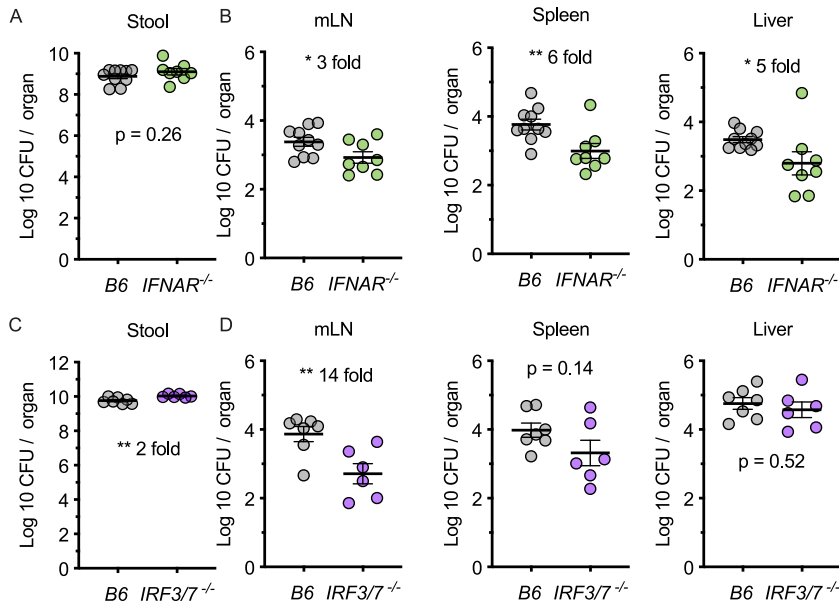 A
Stool
Log 10 CFU / organ
10
8
6
4
2
0
p = 0.26
B6 IFNAR-/-
B
mLN
Log 10 CFU / organ
6
4
2
0
* 3 fold
B6 IFNAR-/-
Spleen
Log 10 CFU / organ
6
4
2
0
** 6 fold
B6 IFNAR-/-
Liver
Log 10 CFU / organ
6
4
2
0
* 5 fold
B6 IFNAR-/-
C
Stool
Log 10 CFU / organ
12
10
8
6
4
2
0
** 2 fold
B6 IRF3/7 -/-
D
mLN
Log 10 CFU / organ
6
4
2
0
** 14 fold
B6 IRF3/7 -/-
Spleen
Log 10 CFU / organ
6
4
2
0
p = 0.14
B6 IRF3/7 -/-
Liver
Log 10 CFU / organ
6
4
2
0
p = 0.52
B6 IRF3/7 -/-